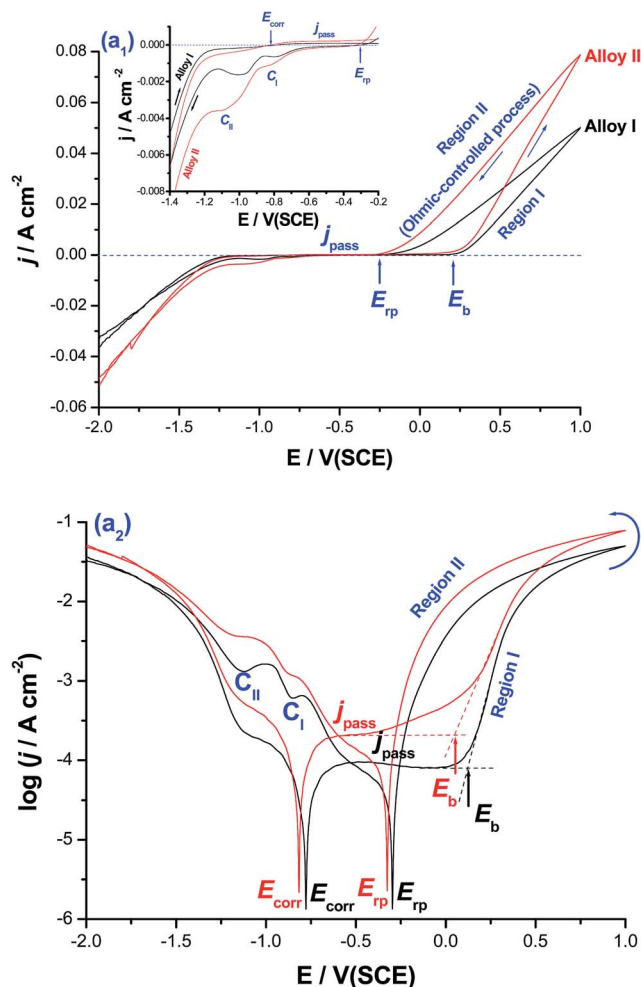 (a1)
Ecorr
jpass
0.000
-0.002
-0.004
-0.006
-0.008
j / A cm-2
Alloy I
CI
CII
Erp
Alloy II
-1.4 -1.2 -1.0 -0.8 -0.6 -0.4 -0.2
E / V(SCE)
Alloy II
Alloy I
Region II
(Ohmic-controlled process)
Region I
jpass
Erp
Eb
0.08
0.06
0.04
0.02
0.00
-0.02
-0.04
-0.06
j / A cm-2
-2.0 -1.5 -1.0 -0.5 0.0 0.5 1.0
E / V(SCE)
(a2)
-1
-2
-3
-4
-5
-6
log (j / A cm-2)
Region II
Region I
CII
CI
jpass
jpass
Eb
Eb
Ecorr
Ecorr
Erp
Erp
-2.0 -1.5 -1.0 -0.5 0.0 0.5 1.0
E / V(SCE)